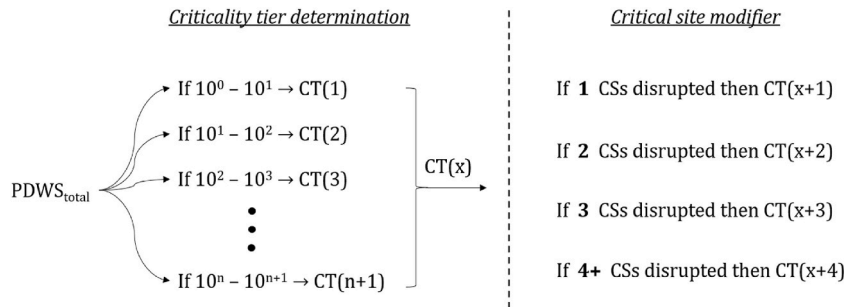 Criticality tier determination
If 10⁰ – 10¹ → CT(1)
If 10¹ – 10² → CT(2)
If 10² – 10³ → CT(3)
If 10ⁿ – 10ⁿ⁺¹ → CT(n+1)
PDWS_total
CT(x)
Critical site modifier
If 1 CSs disrupted then CT(x+1)
If 2 CSs disrupted then CT(x+2)
If 3 CSs disrupted then CT(x+3)
If 4+ CSs disrupted then CT(x+4)